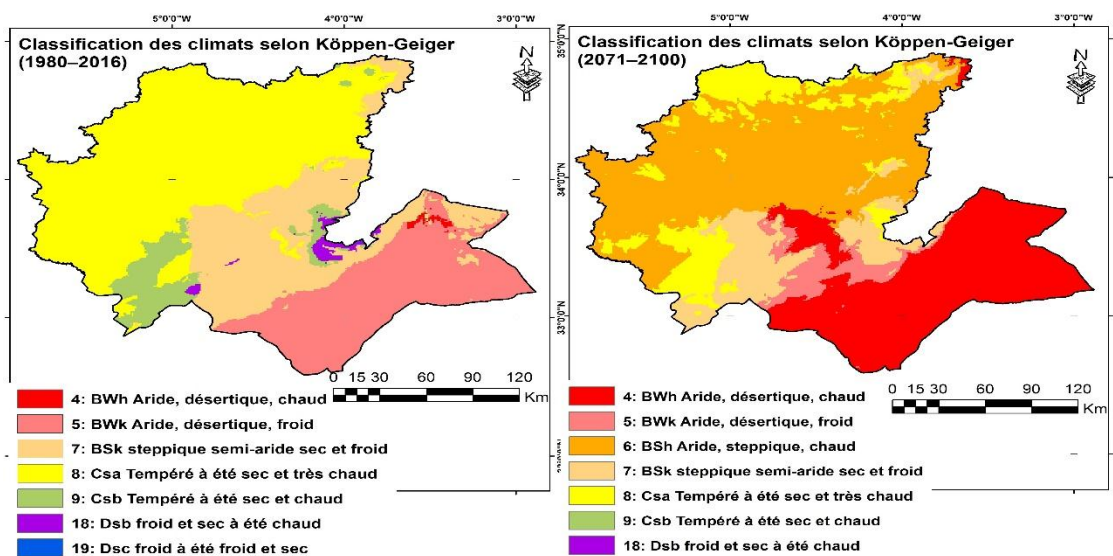 5°0'0"W 4°0'0"W 3°0'0"W
Classification des climats selon Köppen-Geiger
(1980–2016)
N
34°0'0"N
33°0'0"N
0 15 30 60 90 120
Km
4: BWh Aride, désertique, chaud
5: BWk Aride, désertique, froid
7: BSk steppique semi-aride sec et froid
8: Csa Tempéré à été sec et très chaud
9: Csb Tempéré à été sec et chaud
18: Dsb froid et sec à été chaud
19: Dsc froid à été froid et sec
5°0'0"W 4°0'0"W 3°0'0"W
35°0'0"N
Classification des climats selon Köppen-Geiger
(2071–2100)
N
34°0'0"N
33°0'0"N
0 15 30 60 90 120
Km
4: BWh Aride, désertique, chaud
5: BWk Aride, désertique, froid
6: BSh Aride, steppique, chaud
7: BSk steppique semi-aride sec et froid
8: Csa Tempéré à été sec et très chaud
9: Csb Tempéré à été sec et chaud
18: Dsb froid et sec à été chaud